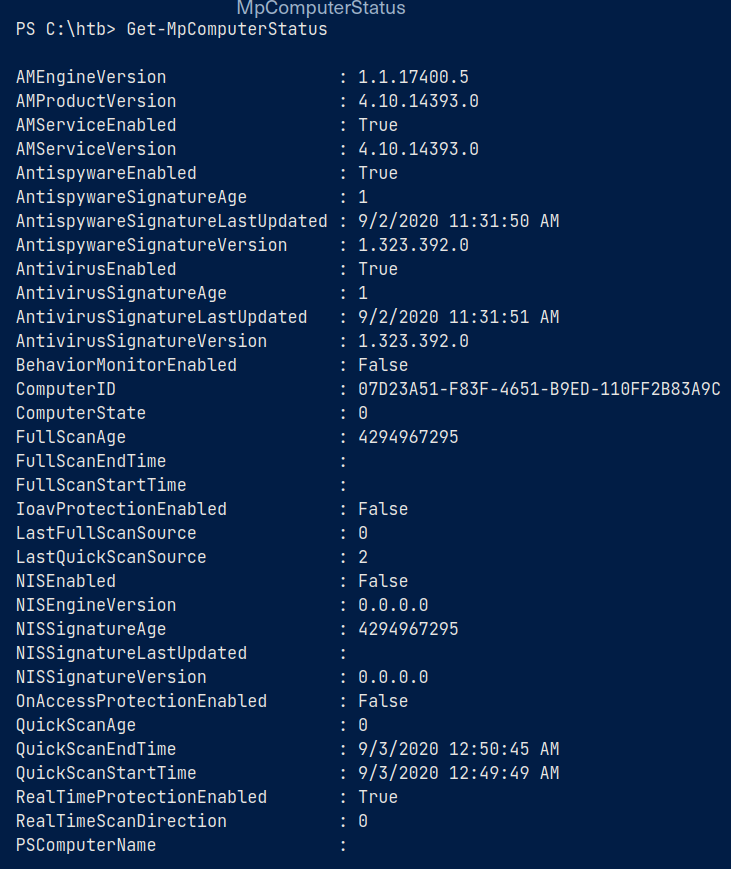 MpComputerStatus
PS C:\htb> Get-MpComputerStatus
AMEngineVersion : 1.1.17400.5
AMProductVersion : 4.10.14393.0
AMServiceEnabled : True
AMServiceVersion : 4.10.14393.0
AntispywareEnabled : True
AntispywareSignatureAge : 1
AntispywareSignatureLastUpdated : 9/2/2020 11:31:50 AM
AntispywareSignatureVersion : 1.323.392.0
AntivirusEnabled : True
AntivirusSignatureAge : 1
AntivirusSignatureLastUpdated : 9/2/2020 11:31:51 AM
AntivirusSignatureVersion : 1.323.392.0
BehaviorMonitorEnabled : False
ComputerID : 07D23A51-F83F-4651-B9ED-110FF2B83A9C
ComputerState : 0
FullScanAge : 4294967295
FullScanEndTime :
FullScanStartTime :
IoavProtectionEnabled : False
LastFullScanSource : 0
LastQuickScanSource : 2
NISEnabled : False
NISEngineVersion : 0.0.0.0
NISSignatureAge : 4294967295
NISSignatureLastUpdated :
NISSignatureVersion : 0.0.0.0
OnAccessProtectionEnabled : False
QuickScanAge : 0
QuickScanEndTime : 9/3/2020 12:50:45 AM
QuickScanStartTime : 9/3/2020 12:49:49 AM
RealTimeProtectionEnabled : True
RealTimeScanDirection : 0
PSComputerName :